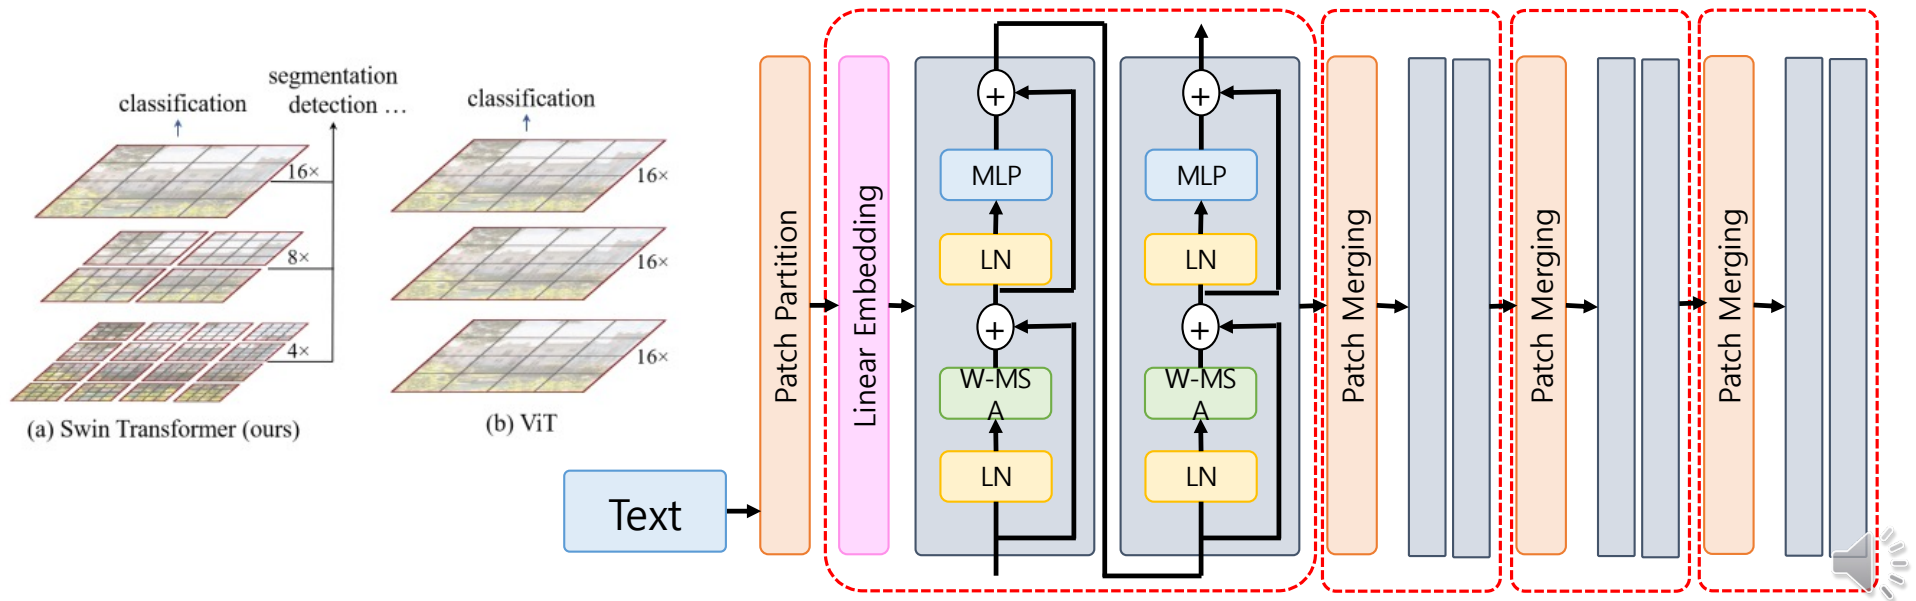 segmentation
classification
detection ...
16×
8×
4×
(a) Swin Transformer (ours)
classification
16×
16×
16×
(b) ViT
Text
Patch Partition
Linear Embedding
+
MLP
LN
+
W-MS
A
LN
+
MLP
LN
+
W-MS
A
LN
Patch Merging
Patch Merging
Patch Merging